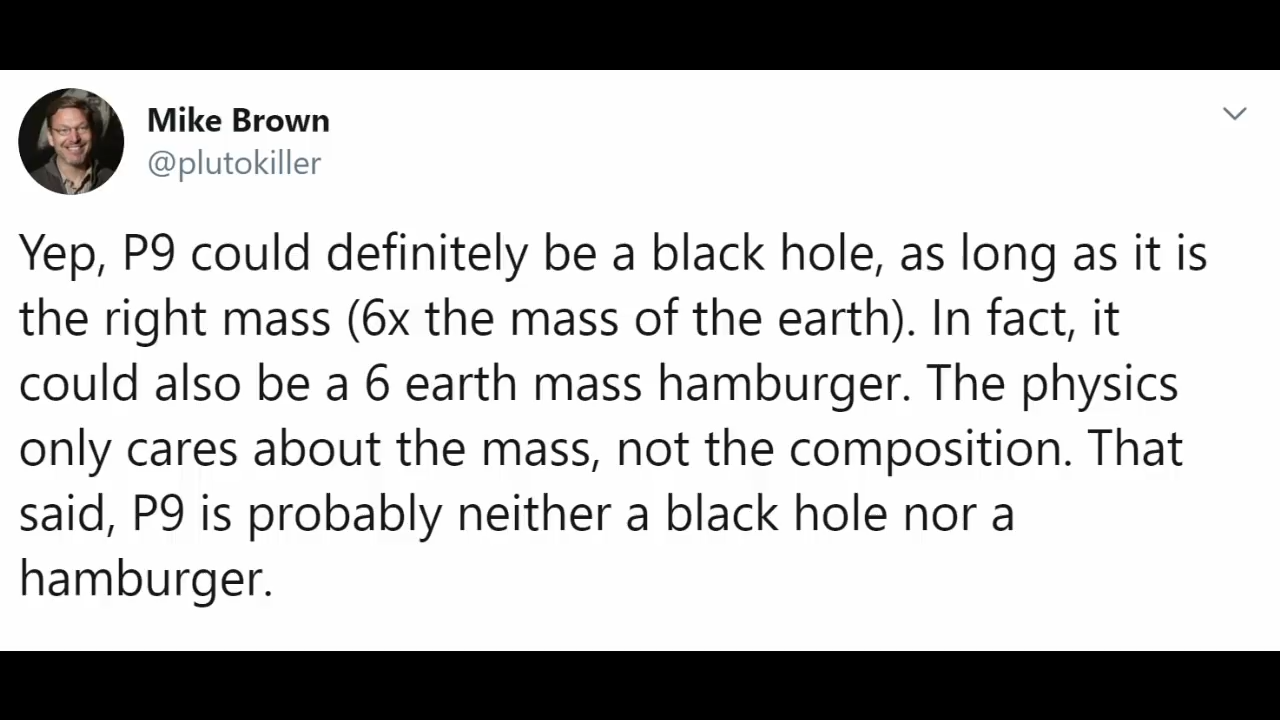 Mike Brown
@plutokiller
Yep, P9 could definitely be a black hole, as long as it is
the right mass (6x the mass of the earth). In fact, it
could also be a 6 earth mass hamburger. The physics
only cares about the mass, not the composition. That
said, P9 is probably neither a black hole nor a
hamburger.